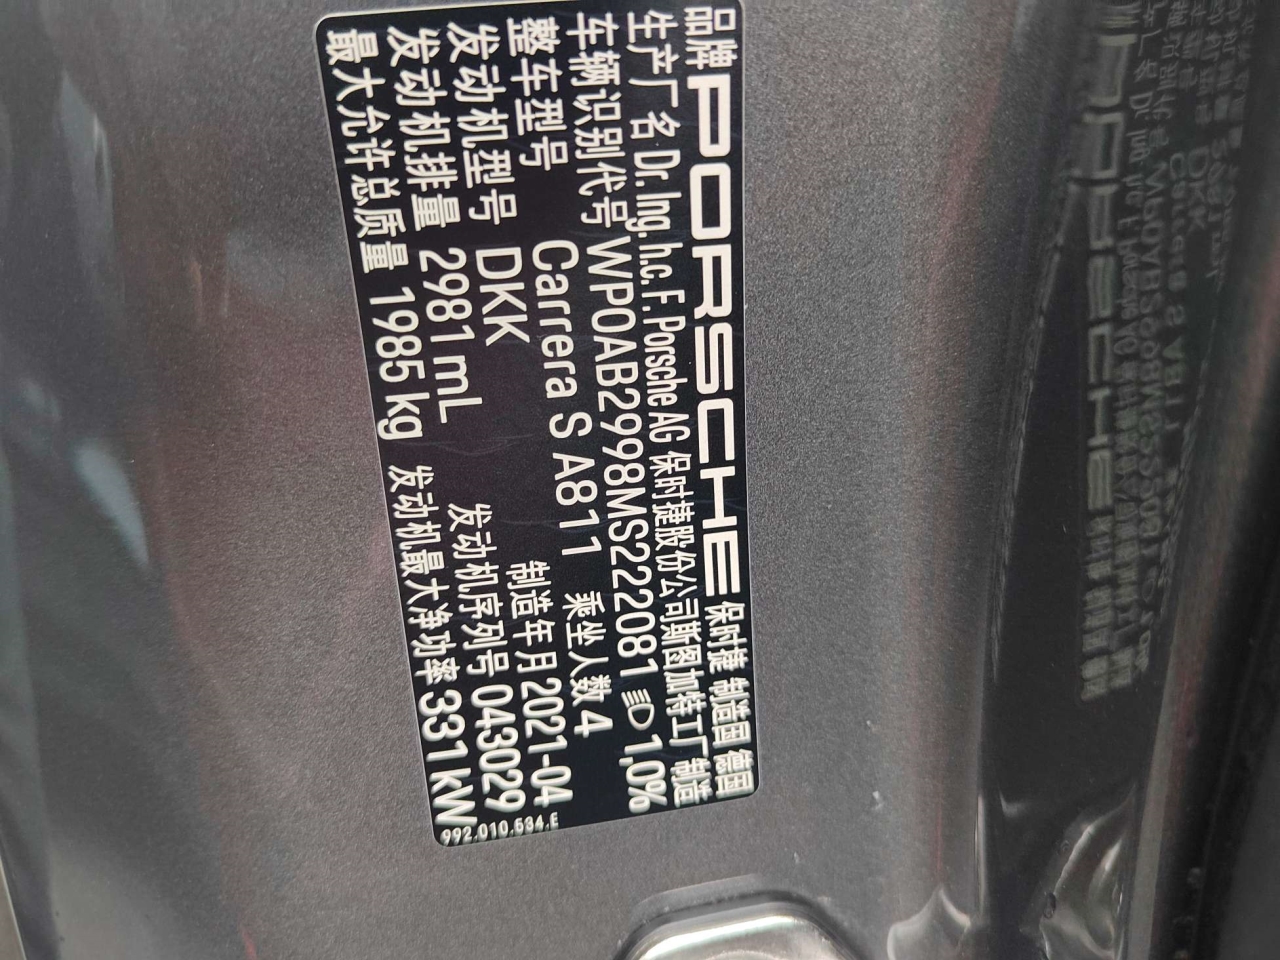 品牌 PORSCHE 保时捷 制造国 德国
生产厂名 Dr. Ing. h.c. F. Porsche AG 保时捷股份公司斯图加特工厂制造
车辆识别代号 WP0AB2998MS222081 1,0%
整车型号 Carrera S A811 乘坐人数 4
发动机型号 DKK 制造年月 2021-04
发动机排量 2981 mL 发动机序列号 043029
最大允许总质量 1985 kg 发动机最大净功率 331 kW
992.010.534.E